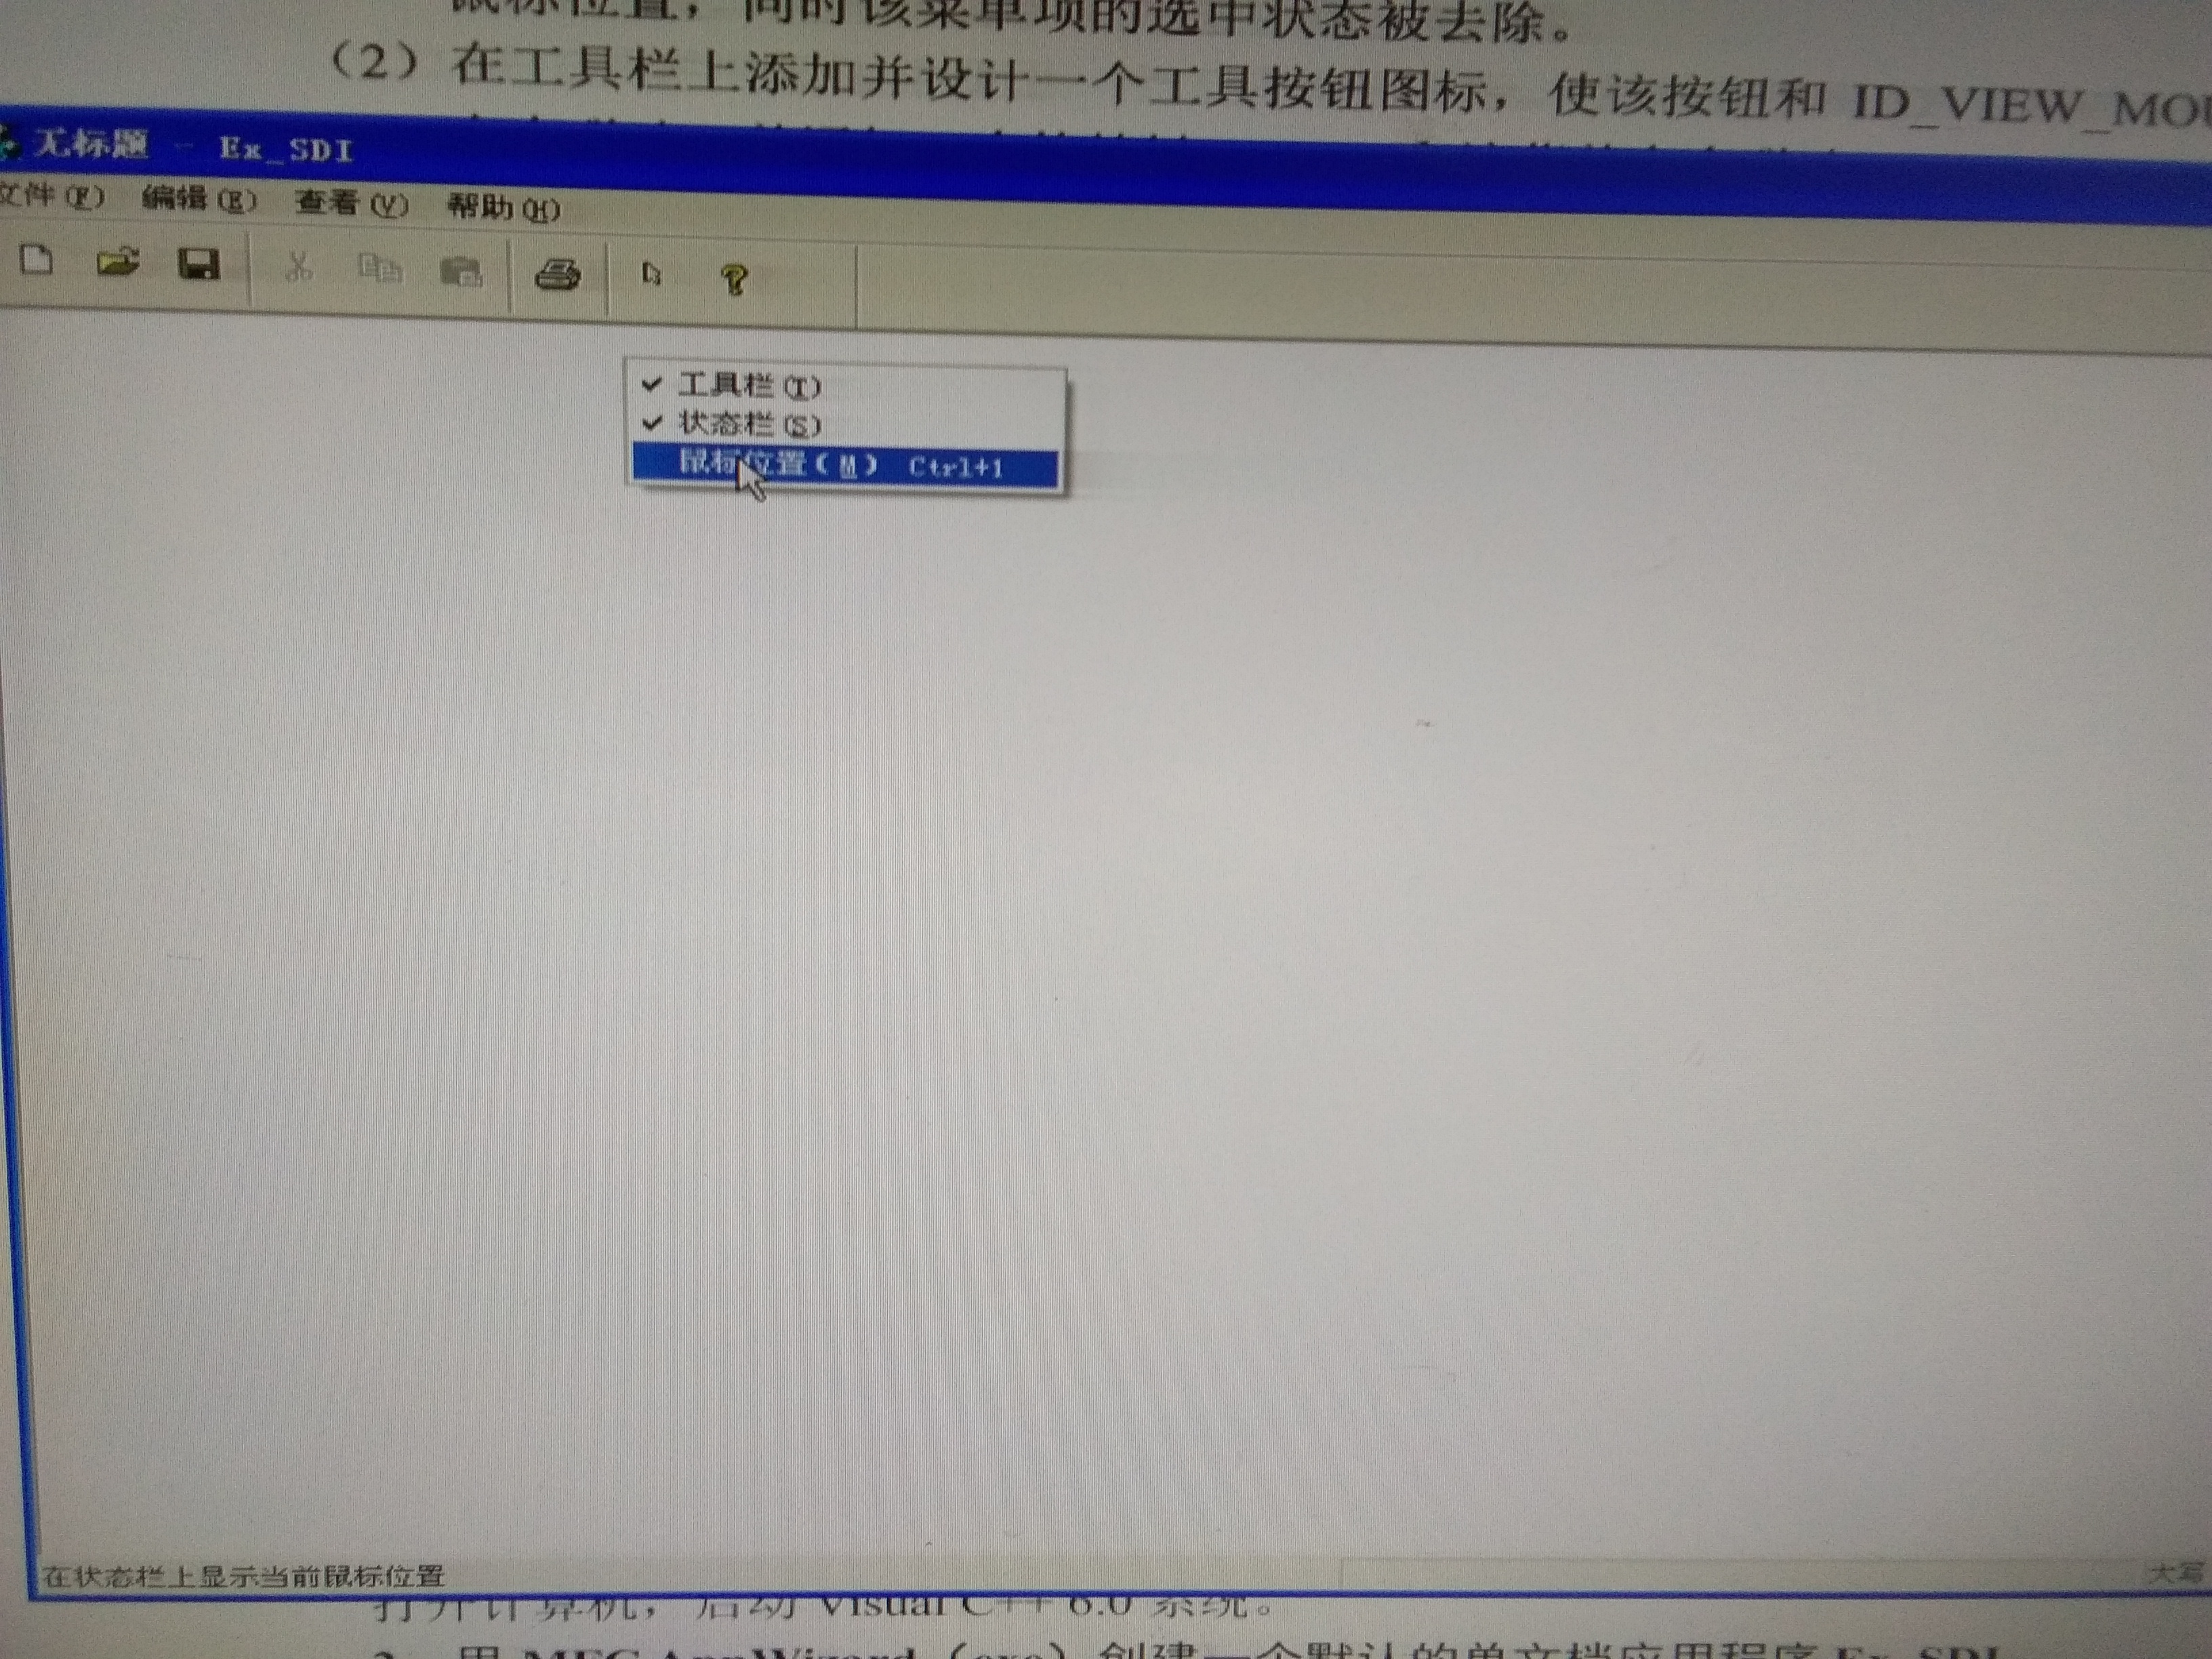 鼠标位置，同时该菜单项的选中状态被去除。
（2）在工具栏上添加并设计一个工具按钮图标，使该按钮和 ID_VIEW_MOU
无标题 - Ex_SDI
文件(F) 编辑(E) 查看(V) 帮助(H)
工具栏(T)
状态栏(S)
鼠标位置(M) Ctrl+1
在状态栏上显示当前鼠标位置
大写
打开计算机，启动 Visual C++ 6.0 系统。
2. 用 MFC AppWizard（exe）创建一个默认的单文档应用程序 Ex_SDI